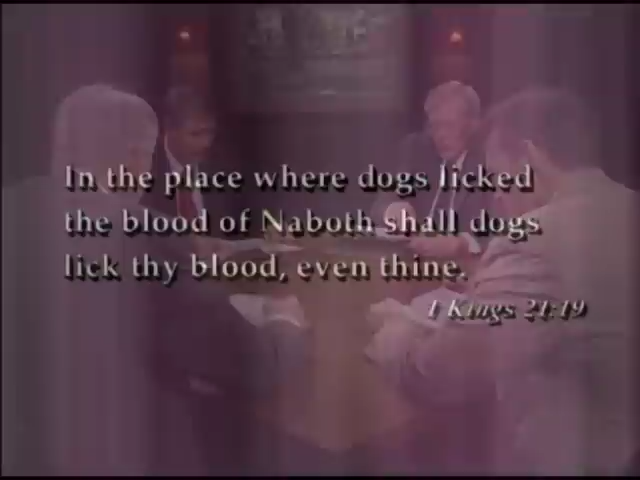 In the place where dogs licked
the blood of Naboth shall dogs
lick thy blood, even thine.
1 Kings 21:19